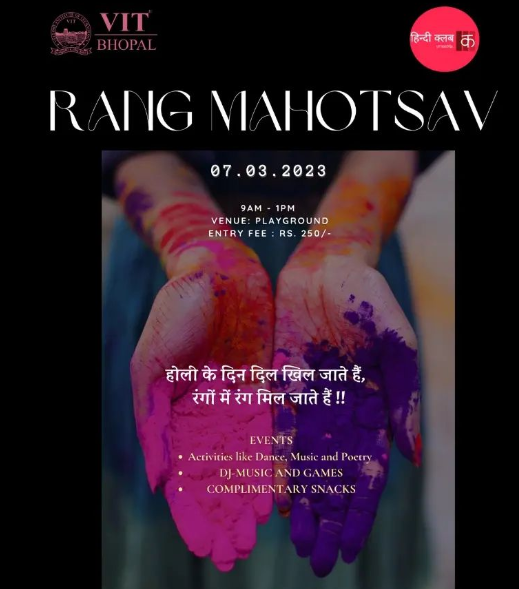 VIT
BHOPAL
हिन्दी क्लब
क
RANG MAHOTSAV
07.03.2023
9AM - 1PM
VENUE: PLAYGROUND
ENTRY FEE : RS. 250/-
होली के दिन दिल खिल जाते हैं,
रंगों में रंग मिल जाते हैं !!
EVENTS
• Activities like Dance, Music and Poetry
• DJ-MUSIC AND GAMES
• COMPLIMENTARY SNACKS